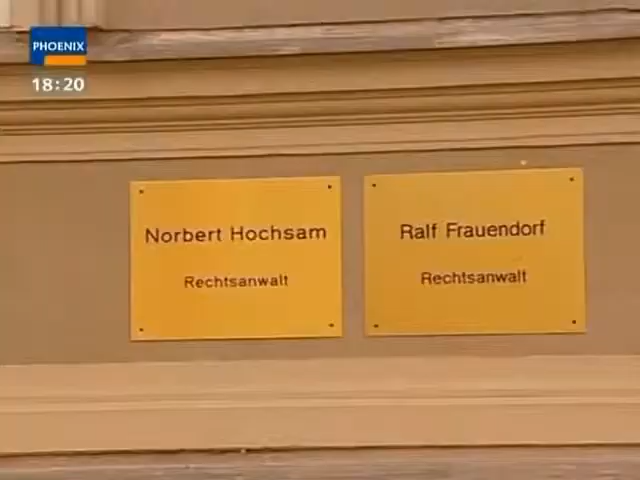 PHOENIX
18:20
Norbert Hochsam
Rechtsanwalt
Ralf Frauendorf
Rechtsanwalt